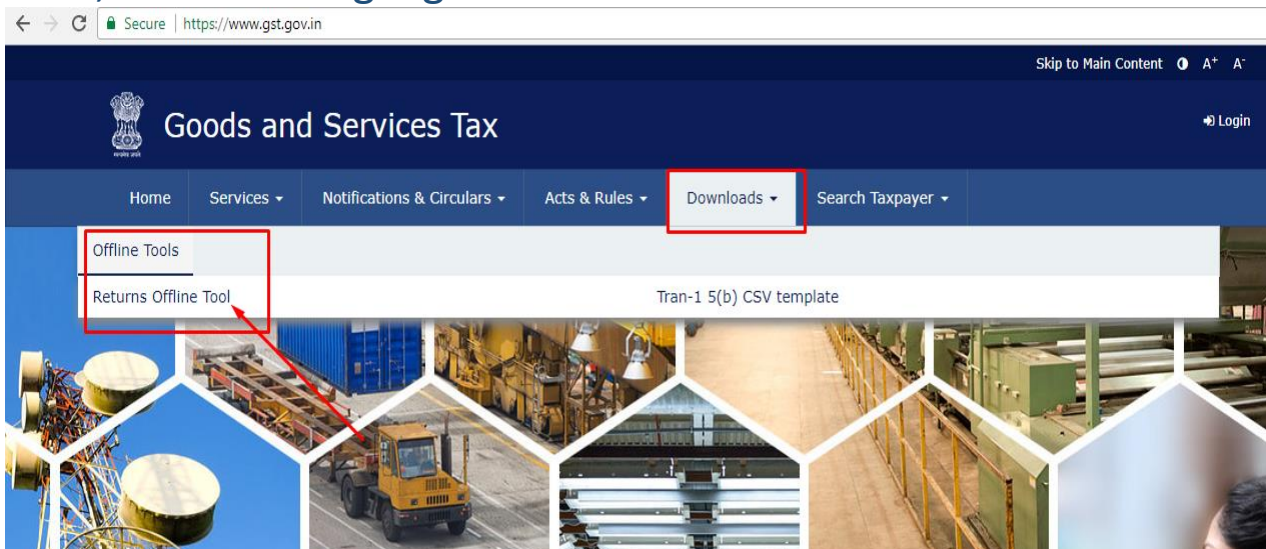 Secure | https://www.gst.gov.in
Skip to Main Content A+ A-
Goods and Services Tax
Login
Home Services Notifications & Circulars Acts & Rules Downloads Search Taxpayer
Offline Tools
Returns Offline Tool Tran-1 5(b) CSV template